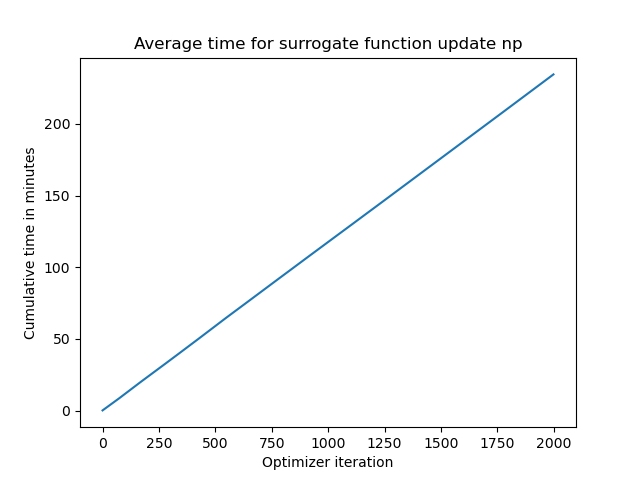 Average time for surrogate function update np
Cumulative time in minutes
200
150
100
50
0
0 250 500 750 1000 1250 1500 1750 2000
Optimizer iteration